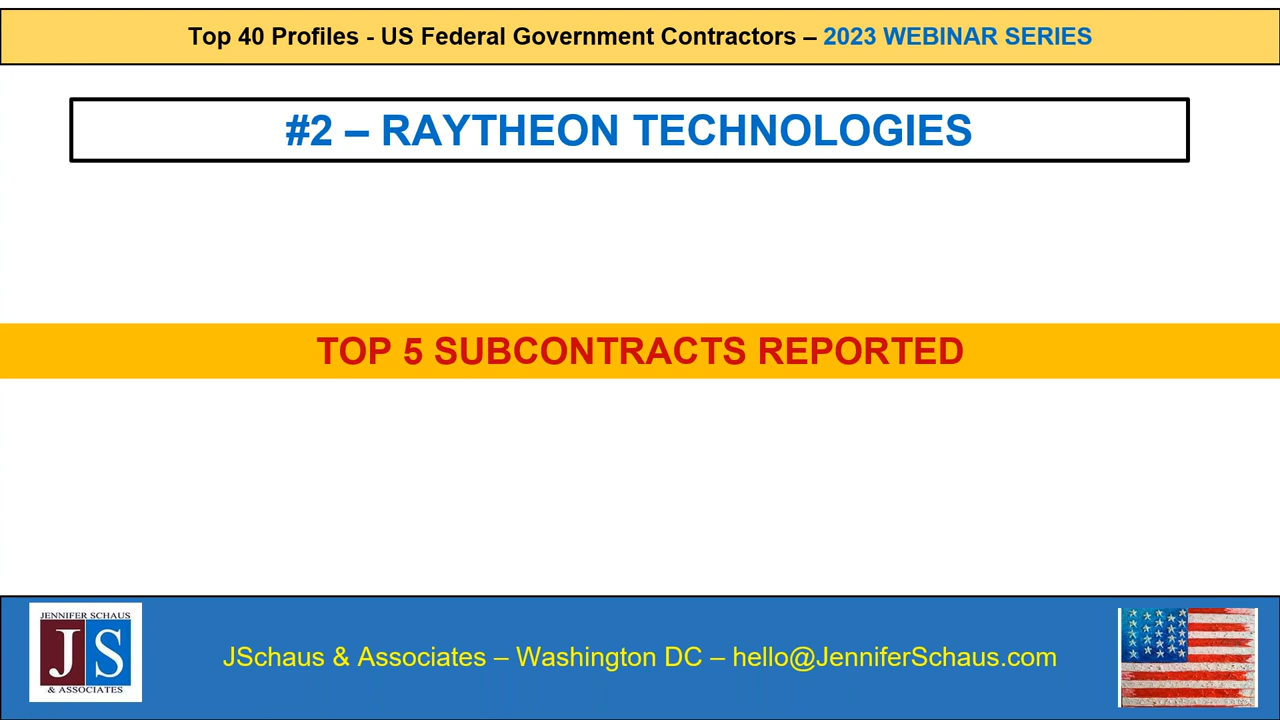 Top 40 Profiles - US Federal Government Contractors – 2023 WEBINAR SERIES
#2 – RAYTHEON TECHNOLOGIES
TOP 5 SUBCONTRACTS REPORTED
JENNIFER SCHAUS
JS
& ASSOCIATES
JSchaus & Associates – Washington DC – hello@JenniferSchaus.com